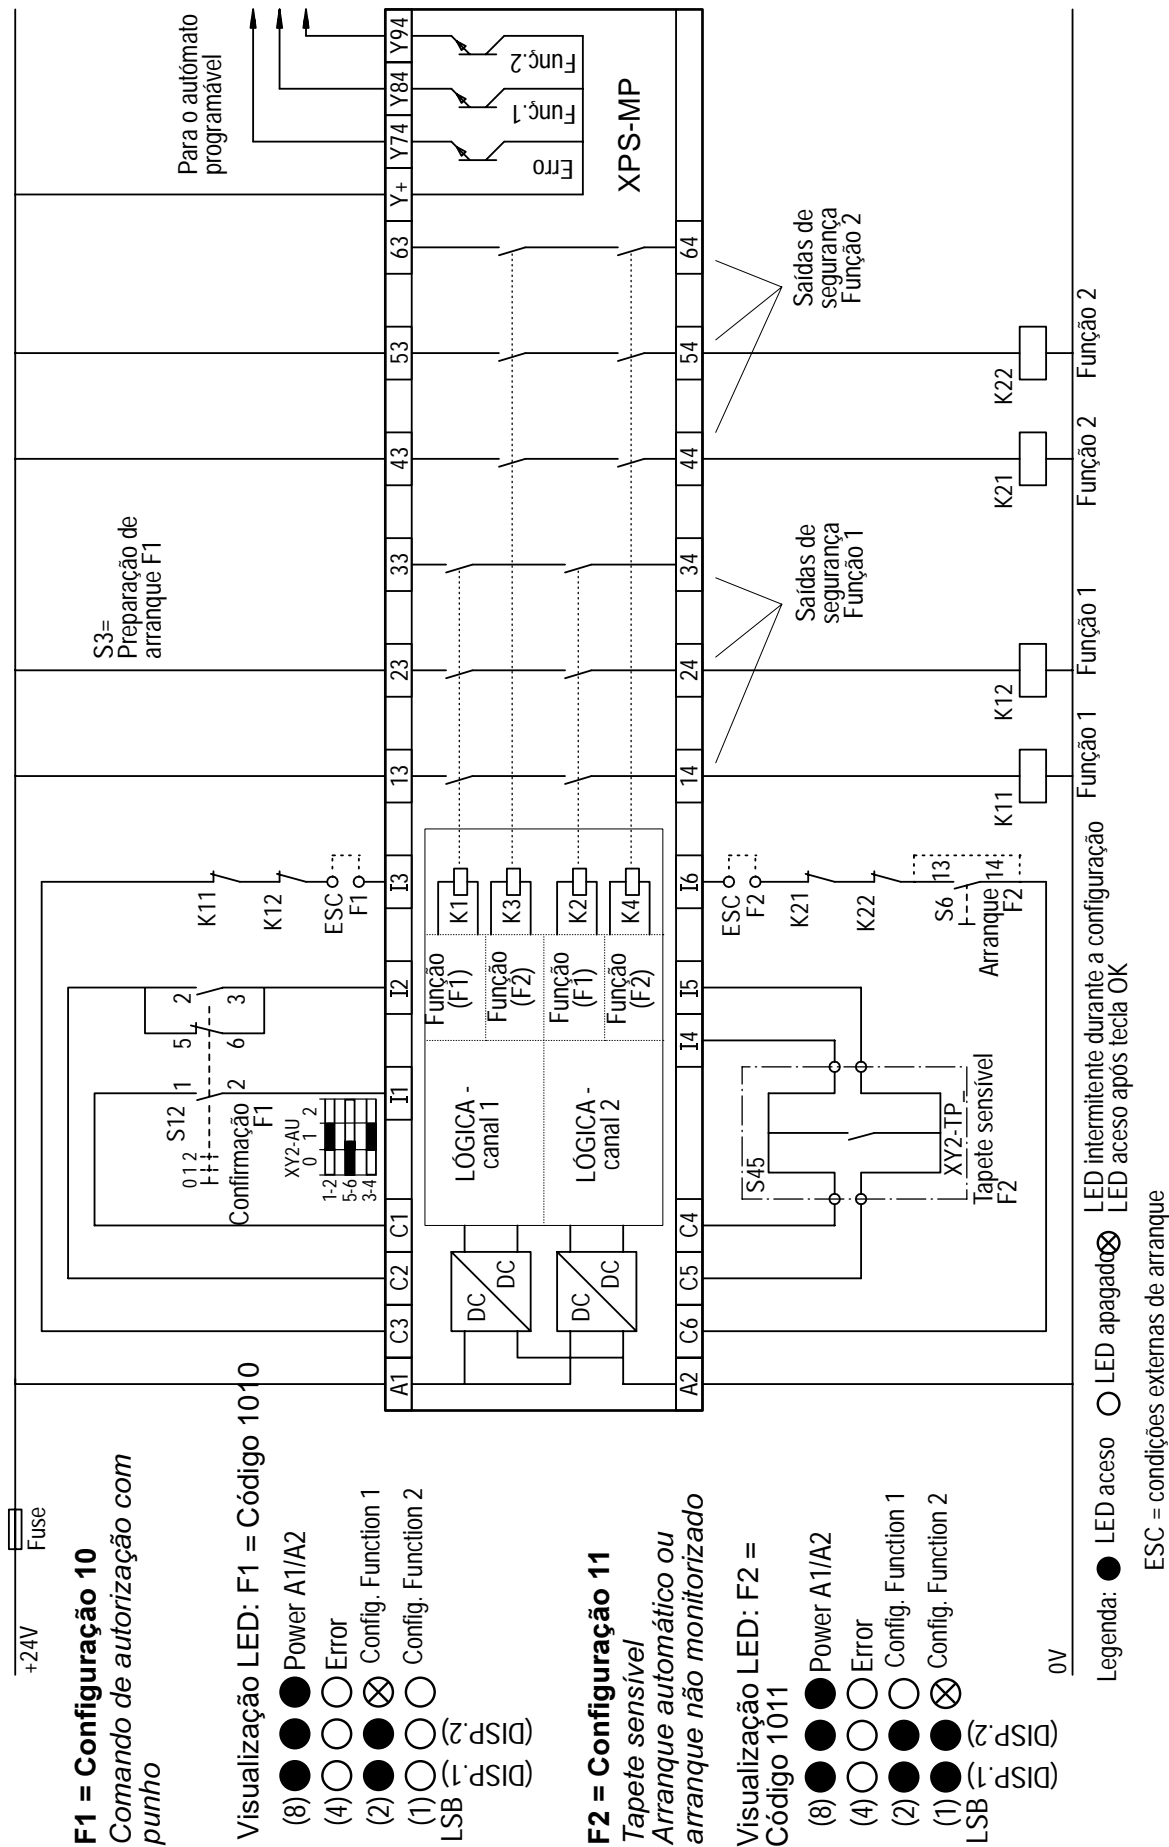 +24V
Fuse
F1 = Configuração 10
Comando de autorização com
punho
Visualização LED: F1 = Código 1010
(8) Power A1/A2
(4) Error
(2) Config. Function 1
(1) Config. Function 2
LSB
(DISP.1)
(DISP.2)
F2 = Configuração 11
Tapete sensível
Arranque automático ou
arranque não monitorizado
Visualização LED: F2 =
Código 1011
(8) Power A1/A2
(4) Error
(2) Config. Function 1
(1) Config. Function 2
LSB
(DISP.1)
(DISP.2)
0V
S12
0 1 2
1
2
Confirmação
F1
XY2-AU
0 1 2
1-2
5-6
3-4
5
6
2
3
K11
K12
ESC
F1
S3=
Preparação de
arranque F1
Para o autómato
programável
A1
C3
C2
C1
I1
I2
I3
13
23
33
43
53
63
Y+
Y74
Y84
Y94
DC
DC
DC
DC
LÓGICA -
canal 1
LÓGICA -
canal 2
Função
(F1)
Função
(F2)
Função
(F1)
Função
(F2)
K1
K3
K2
K4
Erro
Funç.1
Funç.2
XPS-MP
A2
C6
C5
C4
I4
I5
I6
14
24
34
44
54
64
S45
XY2-TP_
Tapete sensível
F2
ESC
F2
K21
K22
S6
13
14
Arranque
F2
Saídas de
segurança
Função 1
Saídas de
segurança
Função 2
K11
K12
K21
K22
Função 1
Função 1
Função 2
Função 2
Legenda: LED aceso LED apagado LED intermitente durante a configuração
LED aceso após tecla OK
ESC = condições externas de arranque